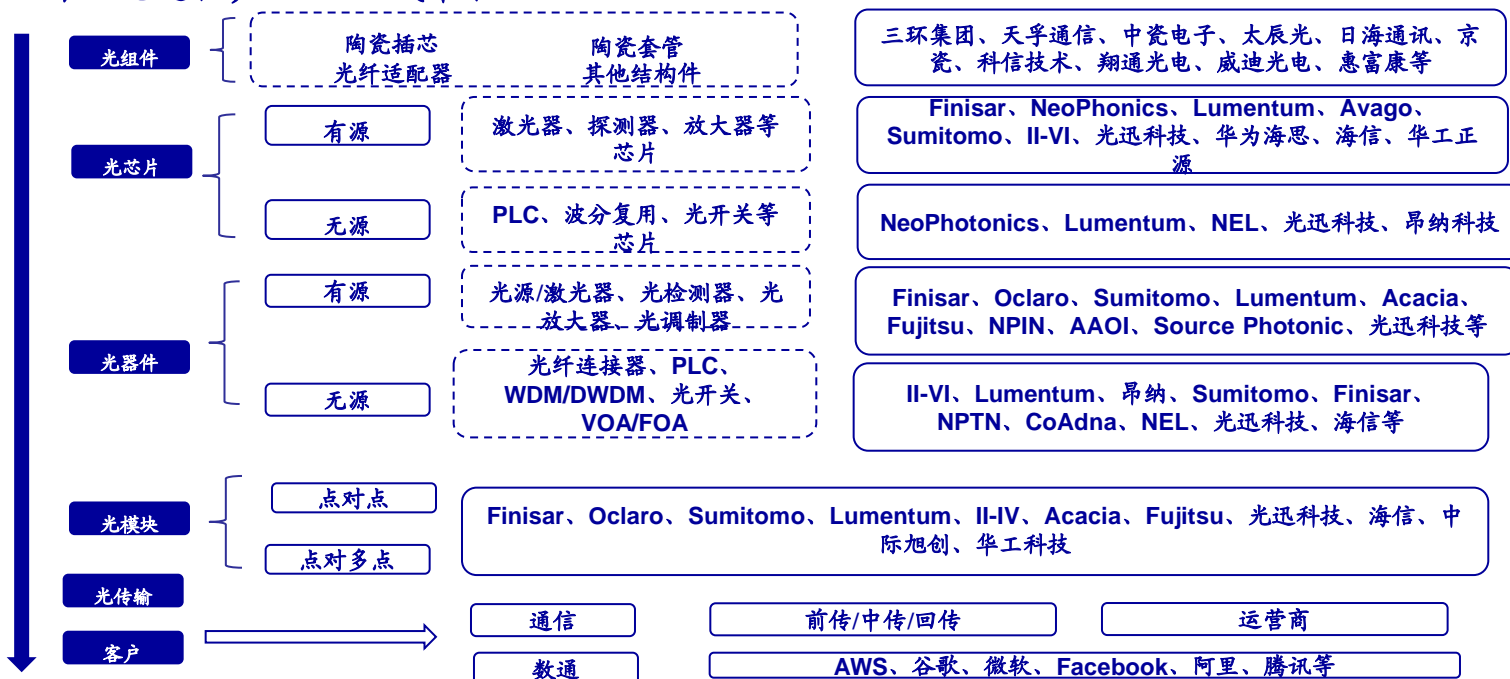 光组件
陶瓷插芯 陶瓷套管
光纤适配器 其他结构件
三环集团、天孚通信、中瓷电子、太辰光、日海通讯、京
瓷、科信技术、翔通光电、威迪光电、惠富康等
光芯片
有源
激光器、探测器、放大器等
芯片
Finisar、NeoPhonics、Lumentum、Avago、
Sumitomo、II-VI、光迅科技、华为海思、海信、华工正
源
无源
PLC、波分复用、光开关等
芯片
NeoPhotonics、Lumentum、NEL、光迅科技、昂纳科技
光器件
有源
光源/激光器、光检测器、光
放大器、光调制器
Finisar、Oclaro、Sumitomo、Lumentum、Acacia、
Fujitsu、NPIN、AAOI、Source Photonic、光迅科技等
无源
光纤连接器、PLC、
WDM/DWDM、光开关、
VOA/FOA
II-VI、Lumentum、昂纳、Sumitomo、Finisar、
NPTN、CoAdna、NEL、光迅科技、海信等
光模块
点对点
点对多点
Finisar、Oclaro、Sumitomo、Lumentum、II-IV、Acacia、Fujitsu、光迅科技、海信、中
际旭创、华工科技
光传输
客户
通信
前传/中传/回传
运营商
数通
AWS、谷歌、微软、Facebook、阿里、腾讯等